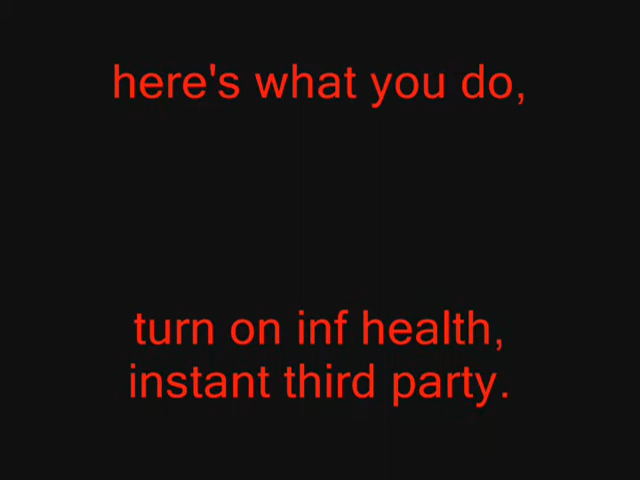 here's what you do,
turn on inf health,
instant third party.